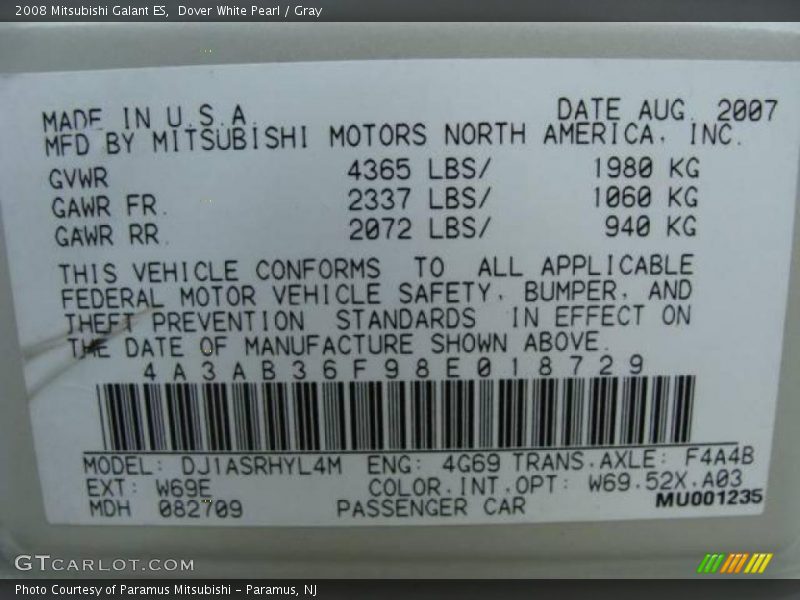 2008 Mitsubishi Galant ES,  Dover White Pearl / Gray
MADE IN U.S.A. DATE AUG. 2007
MFD BY MITSUBISHI MOTORS NORTH AMERICA, INC.
GVWR 4365 LBS/ 1980 KG
GAWR FR. 2337 LBS/ 1060 KG
GAWR RR. 2072 LBS/ 940 KG
THIS VEHICLE CONFORMS TO ALL APPLICABLE
FEDERAL MOTOR VEHICLE SAFETY, BUMPER, AND
THEFT PREVENTION STANDARDS IN EFFECT ON
THE DATE OF MANUFACTURE SHOWN ABOVE.
4A3AB36F98E018729
MODEL: DJ1ASRHYL4M ENG: 4G69 TRANS.AXLE: F4A4B
EXT: W69E COLOR.INT.OPT: W69.52X.A03
MDH 082709 PASSENGER CAR MU001235
GTCARLOT.COM
Photo Courtesy of Paramus Mitsubishi - Paramus, NJ